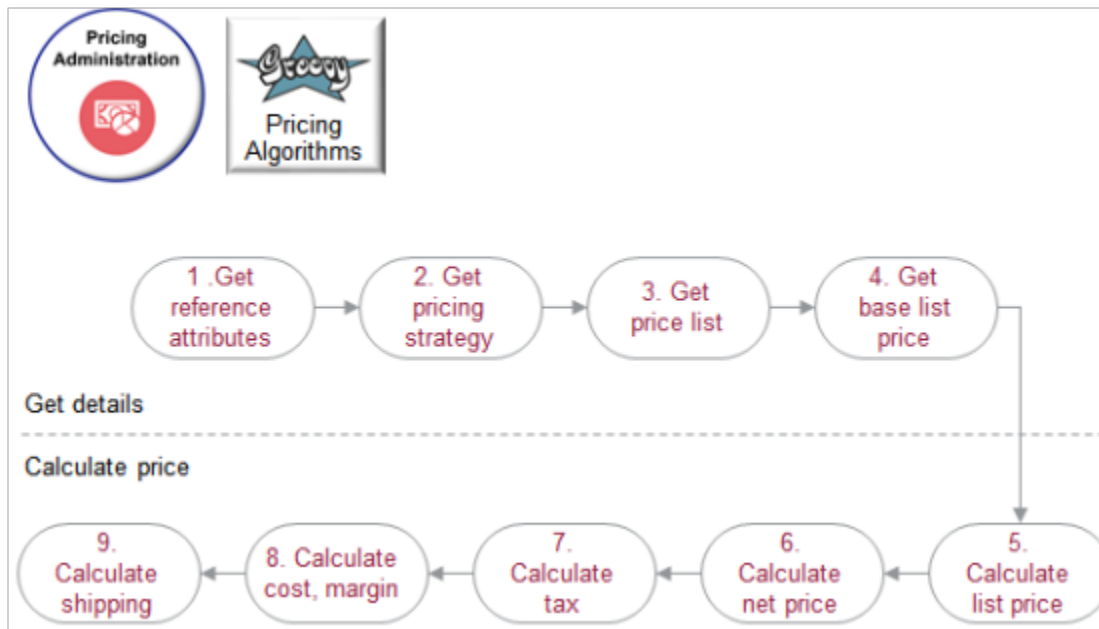 Pricing
Administration
Groovy
Pricing
Algorithms
1 .Get
reference
attributes
2. Get
pricing
strategy
3. Get
price list
4. Get
base list
price
Get details
Calculate price
9.
Calculate
shipping
8. Calculate
cost, margin
7.
Calculate
tax
6.
Calculate
net price
5.
Calculate
list price